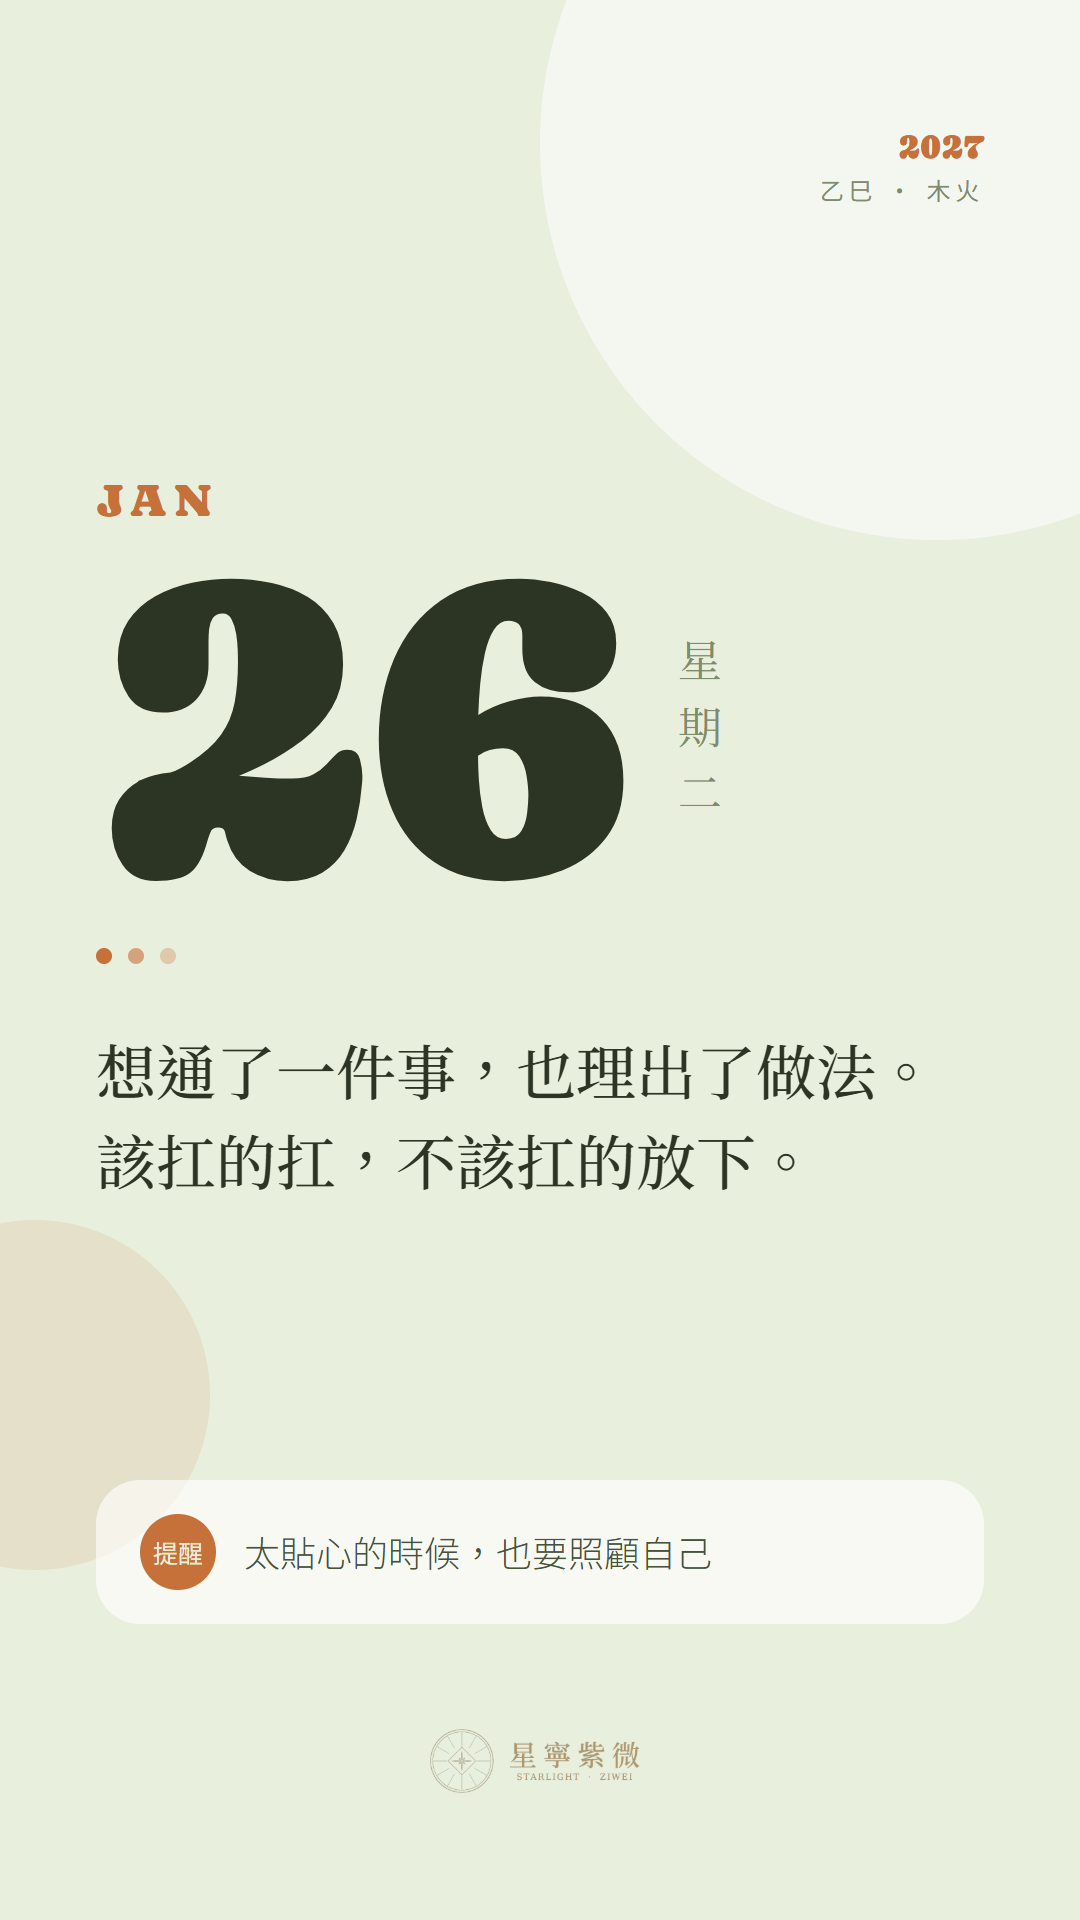 2027
乙巳 · 木火
JAN
26
星期二
想通了一件事，也理出了做法。
該扛的扛，不該扛的放下。
提醒 太貼心的時候，也要照顧自己
星寧紫微
STARLIGHT · ZIWEI